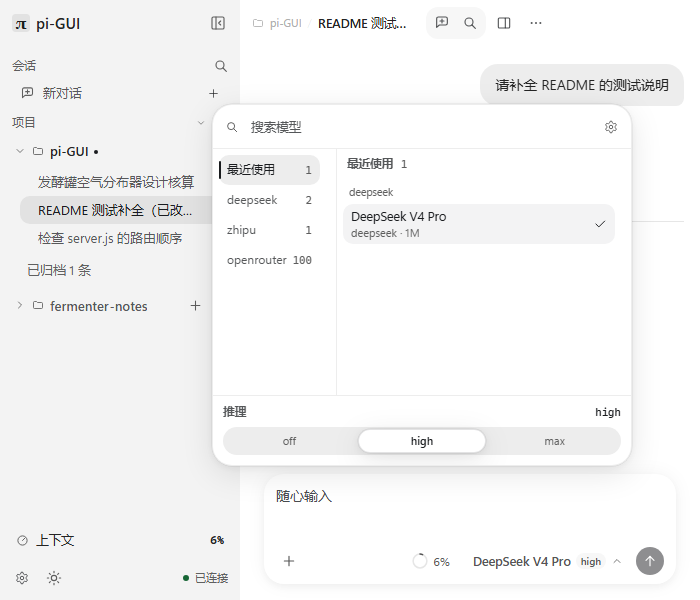 π pi-GUI
会话
新对话
项目
pi-GUI
发酵罐空气分布器设计核算
README 测试补全（已改...
检查 server.js 的路由顺序
已归档 1 条
fermenter-notes
上下文 6%
已连接
pi-GUI / README 测试...
请补全 README 的测试说明
搜索模型
最近使用 1
deepseek 2
zhipu 1
openrouter 100
最近使用 1
deepseek
DeepSeek V4 Pro
deepseek · 1M
推理 high
off high max
随心输入
6% DeepSeek V4 Pro high